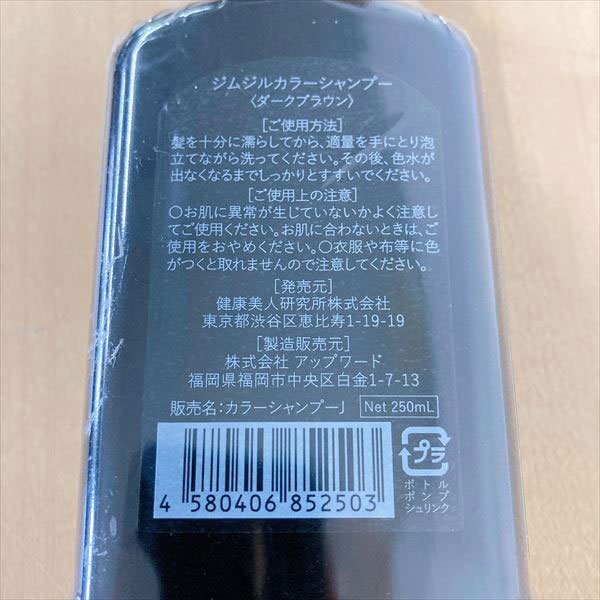 ジムジルカラーシャンプー
〈ダークブラウン〉
[ご使用方法]
髪を十分に濡らしてから、適量を手にとり泡
立てながら洗ってください。その後、色水が
出なくなるまでしっかりとすすいでください。
[ご使用上の注意]
○お肌に異常が生じていないかよく注意し
てご使用ください。お肌に合わないときは、ご
使用をおやめください。○衣服や布等に色
がつくと取れませんので注意してください。
[発売元]
健康美人研究所株式会社
東京都渋谷区恵比寿1-19-19
[製造販売元]
株式会社 アップワード
福岡県福岡市中央区白金1-7-13
販売名:カラーシャンプーJ Net 250mL
4 580406 852503
プラ
ボトル
ポンプ
シュリンク